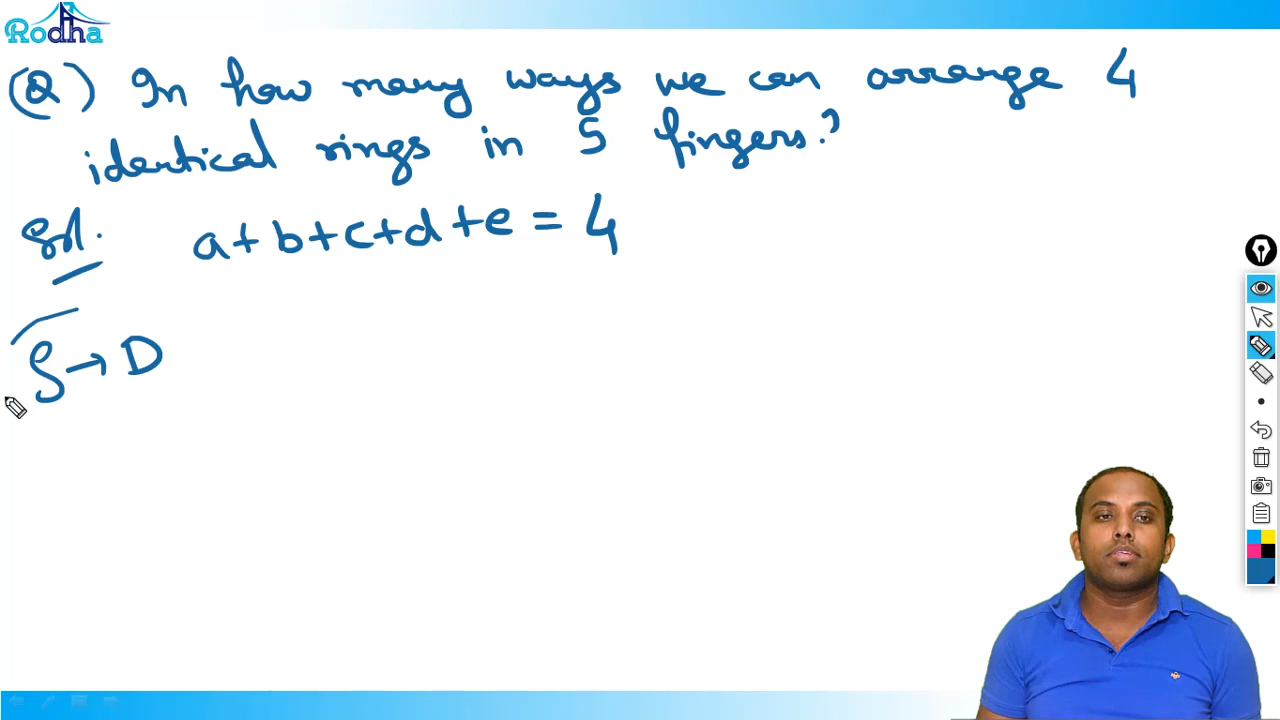 Rodha
(Q) In how many ways we can arrange 4
identical rings in 5 fingers?
Sol. a+b+c+d+e = 4
S → D